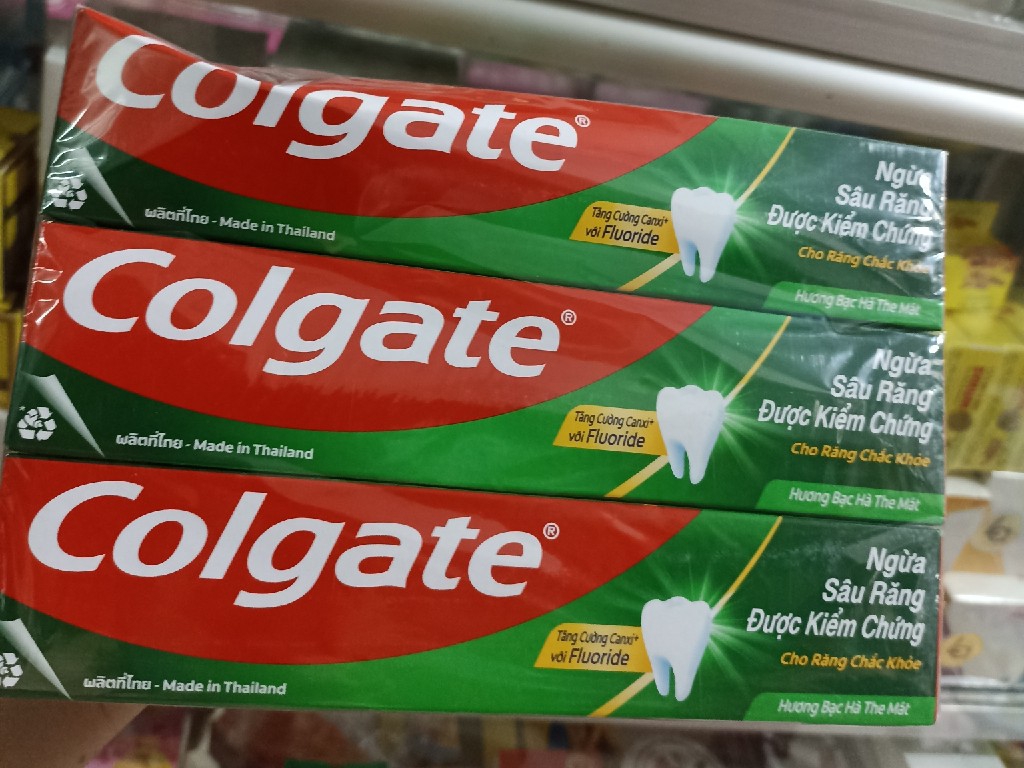 Colgate®
Tăng Cường Canxi+
với Fluoride
Ngừa
Sâu Răng
Được Kiểm Chứng
Cho Răng Chắc Khỏe
Hương Bạc Hà The Mát
ผลิตที่ไทย - Made in Thailand
Colgate®
Tăng Cường Canxi+
với Fluoride
Ngừa
Sâu Răng
Được Kiểm Chứng
Cho Răng Chắc Khỏe
Hương Bạc Hà The Mát
ผลิตที่ไทย - Made in Thailand
Colgate®
Tăng Cường Canxi+
với Fluoride
Ngừa
Sâu Răng
Được Kiểm Chứng
Cho Răng Chắc Khỏe
Hương Bạc Hà The Mát
ผลิตที่ไทย - Made in Thailand